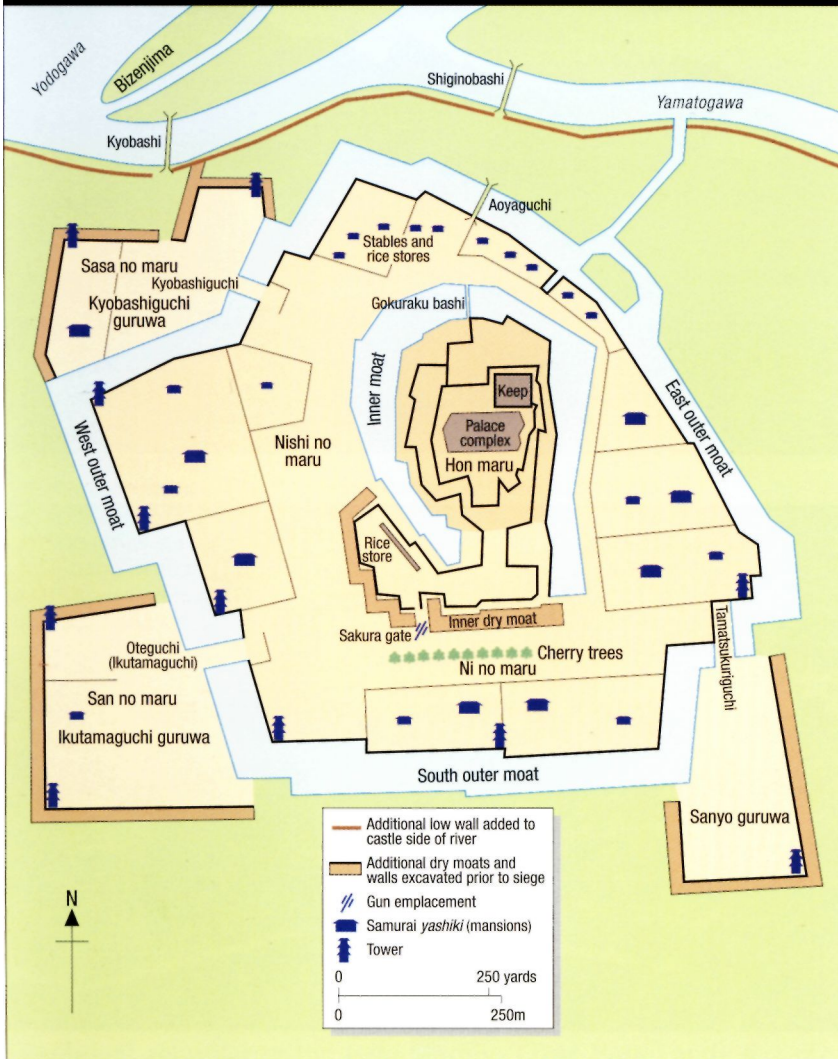 Yodogawa
Bizenjima
Shiginobashi
Yamatogawa
Kyobashi
Aoyaguchi
Stables and
rice stores
Sasa no maru
Kyobashiguchi
Kyobashiguchi
guruwa
Gokuraku bashi
Inner moat
Keep
Palace
complex
Hon maru
East outer moat
West outer moat
Nishi no
maru
Rice
store
Sakura gate
Inner dry moat
Cherry trees
Ni no maru
Tamatsukuriguchi
Oteguchi
(Ikutamaguchi)
San no maru
Ikutamaguchi guruwa
South outer moat
Sanyo guruwa
Additional low wall added to
castle side of river
Additional dry moats and
walls excavated prior to siege
Gun emplacement
Samurai yashiki (mansions)
Tower
0 250 yards
0 250m
N